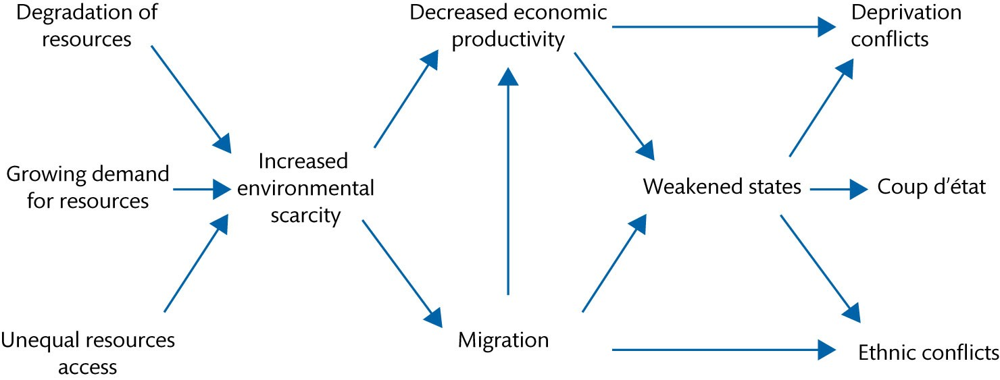 Degradation of
resources
Growing demand
for resources
Unequal resources
access
Increased
environmental
scarcity
Decreased economic
productivity
Migration
Weakened states
Deprivation
conflicts
Coup d’état
Ethnic conflicts